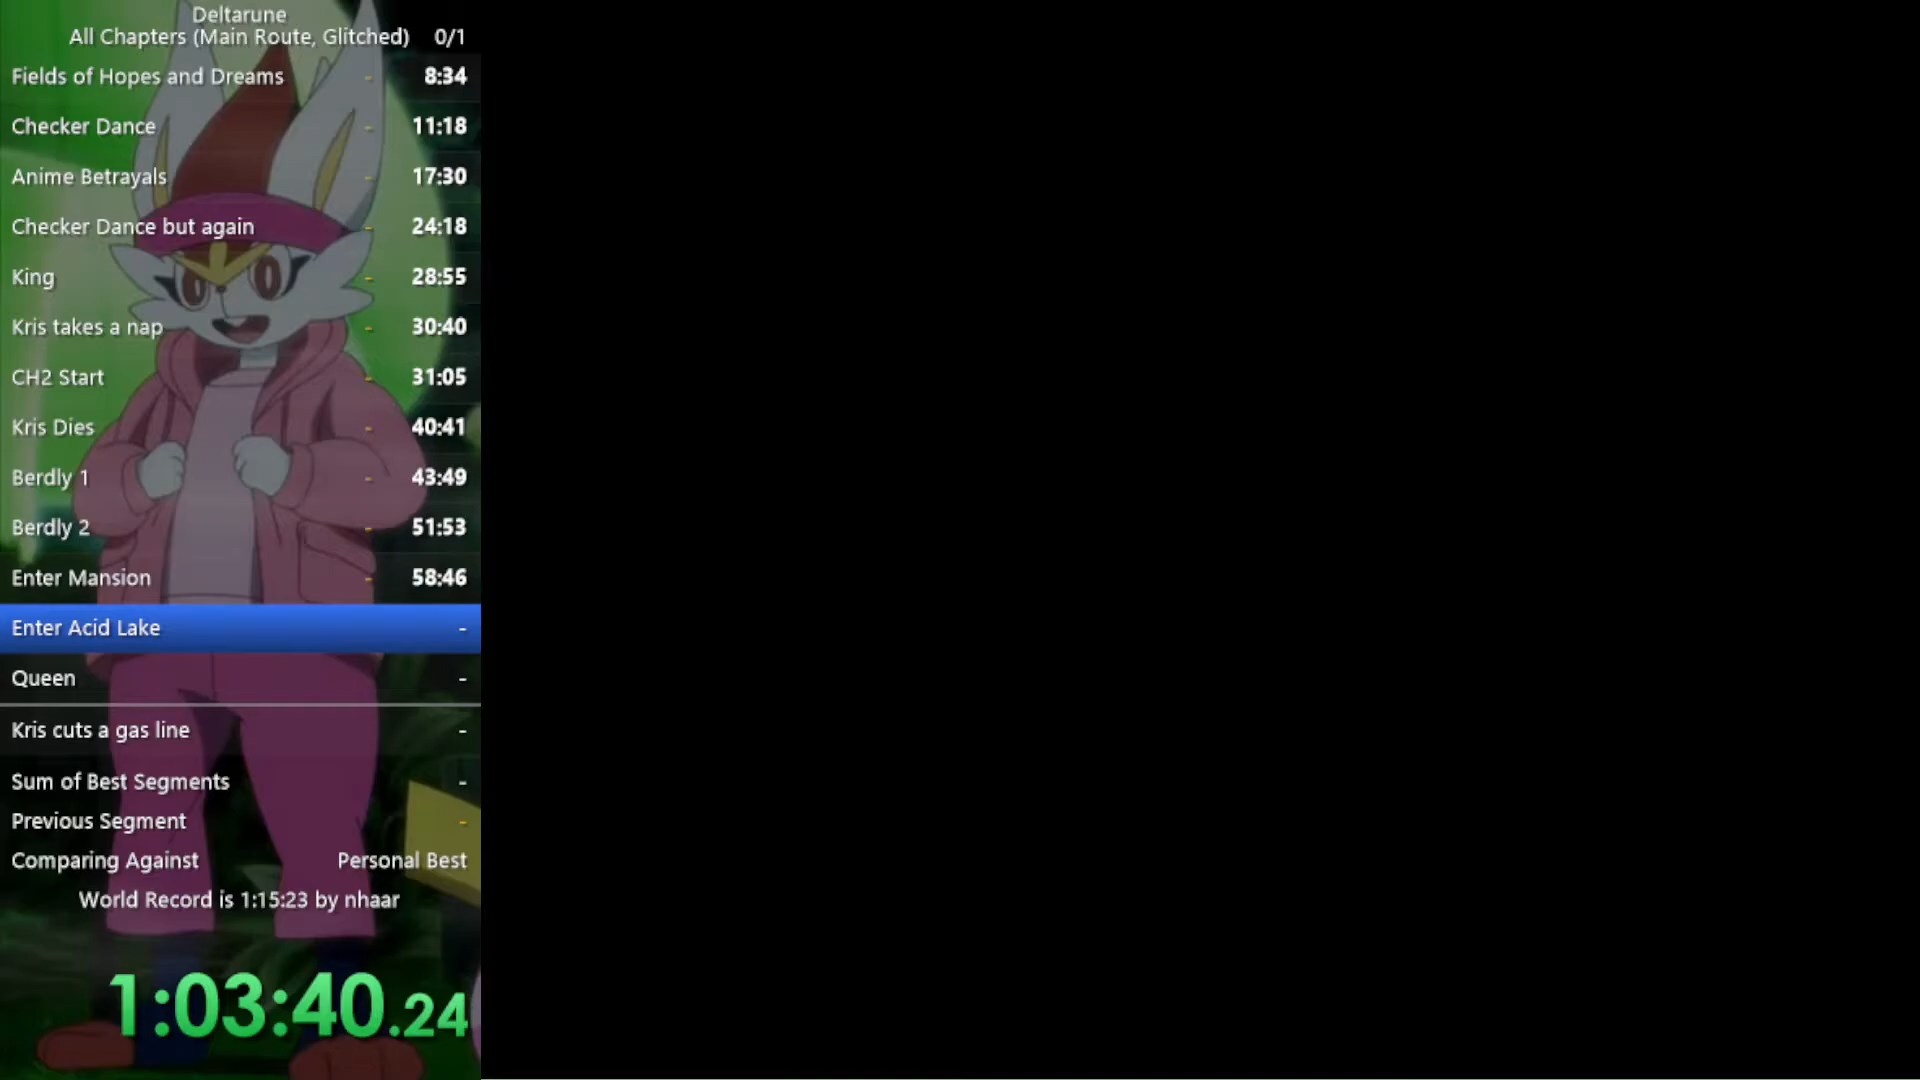 Deltarune
All Chapters (Main Route, Glitched) 0/1
Fields of Hopes and Dreams - 8:34
Checker Dance - 11:18
Anime Betrayals - 17:30
Checker Dance but again - 24:18
King - 28:55
Kris takes a nap - 30:40
CH2 Start - 31:05
Kris Dies - 40:41
Berdly 1 - 43:49
Berdly 2 - 51:53
Enter Mansion - 58:46
Enter Acid Lake -
Queen -
Kris cuts a gas line -
Sum of Best Segments -
Previous Segment -
Comparing Against Personal Best
World Record is 1:15:23 by nhaar
1:03:40.24